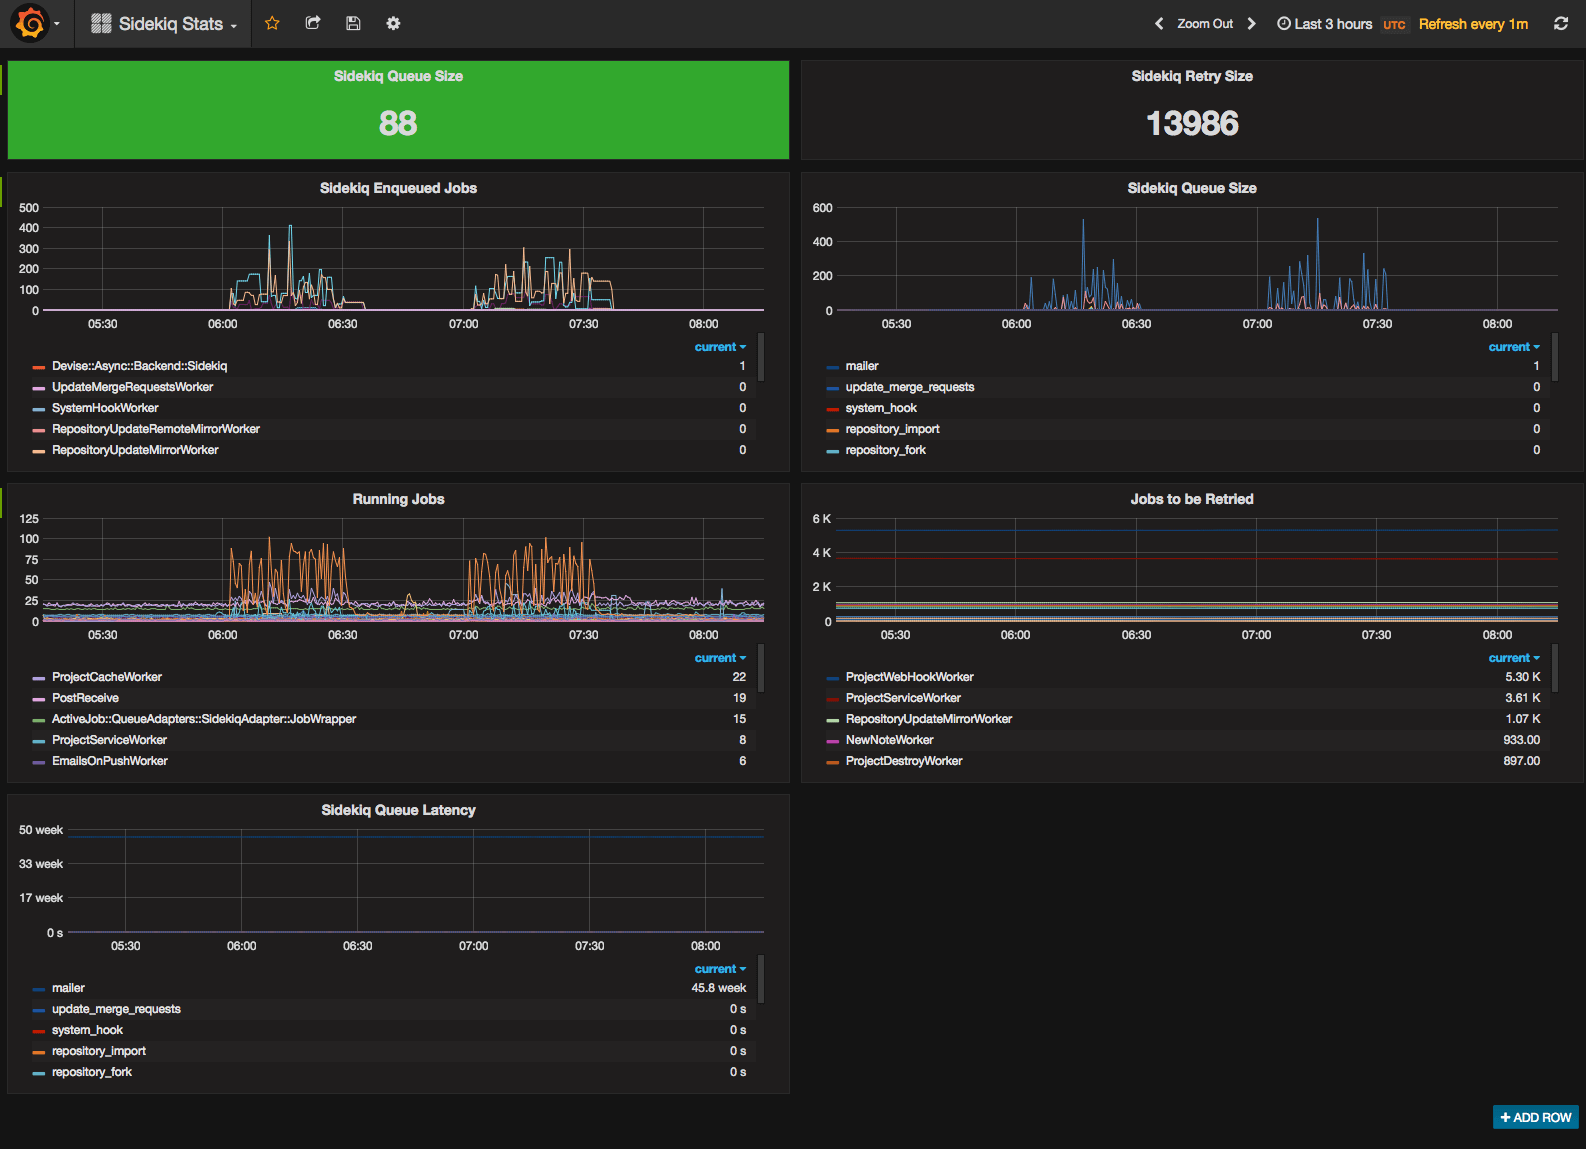 Sidekiq Stats
Zoom Out
Last 3 hours UTC Refresh every 1m
Sidekiq Queue Size
88
Sidekiq Retry Size
13986
Sidekiq Enqueued Jobs
500
400
300
200
100
0
05:30 06:00 06:30 07:00 07:30 08:00
current
Devise::Async::Backend::Sidekiq 1
UpdateMergeRequestsWorker 0
SystemHookWorker 0
RepositoryUpdateRemoteMirrorWorker 0
RepositoryUpdateMirrorWorker 0
Sidekiq Queue Size
600
400
200
0
05:30 06:00 06:30 07:00 07:30 08:00
current
mailer 1
update_merge_requests 0
system_hook 0
repository_import 0
repository_fork 0
Running Jobs
125
100
75
50
25
0
05:30 06:00 06:30 07:00 07:30 08:00
current
ProjectCacheWorker 22
PostReceive 19
ActiveJob::QueueAdapters::SidekiqAdapter::JobWrapper 15
ProjectServiceWorker 8
EmailsOnPushWorker 6
Jobs to be Retried
6 K
4 K
2 K
0
05:30 06:00 06:30 07:00 07:30 08:00
current
ProjectWebHookWorker 5.30 K
ProjectServiceWorker 3.61 K
RepositoryUpdateMirrorWorker 1.07 K
NewNoteWorker 933.00
ProjectDestroyWorker 897.00
Sidekiq Queue Latency
50 week
33 week
17 week
0 s
05:30 06:00 06:30 07:00 07:30 08:00
current
mailer 45.8 week
update_merge_requests 0 s
system_hook 0 s
repository_import 0 s
repository_fork 0 s
+ ADD ROW